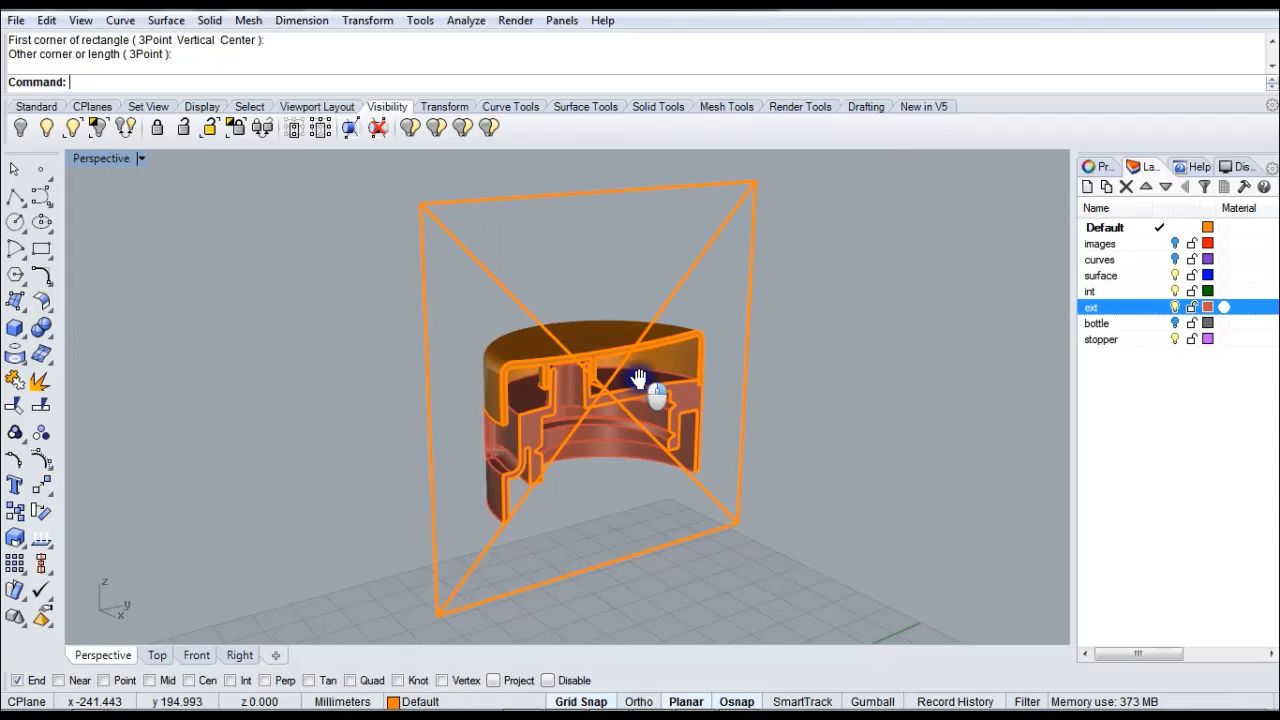 File Edit View Curve Surface Solid Mesh Dimension Transform Tools Analyze Render Panels Help
First corner of rectangle ( 3Point Vertical Center ):
Other corner or length ( 3Point ):
Command:
Standard CPlanes Set View Display Select Viewport Layout Visibility Transform Curve Tools Surface Tools Solid Tools Mesh Tools Render Tools Drafting New in V5
Perspective
Pr... La... Help Dis...
Name Material
Default
images
curves
surface
int
ext
bottle
stopper
z
y
x
Perspective Top Front Right
End Near Point Mid Cen Int Perp Tan Quad Knot Vertex Project Disable
CPlane x -241.443 y 194.993 z 0.000 Millimeters Default Grid Snap Ortho Planar Osnap SmartTrack Gumball Record History Filter Memory use: 373 MB